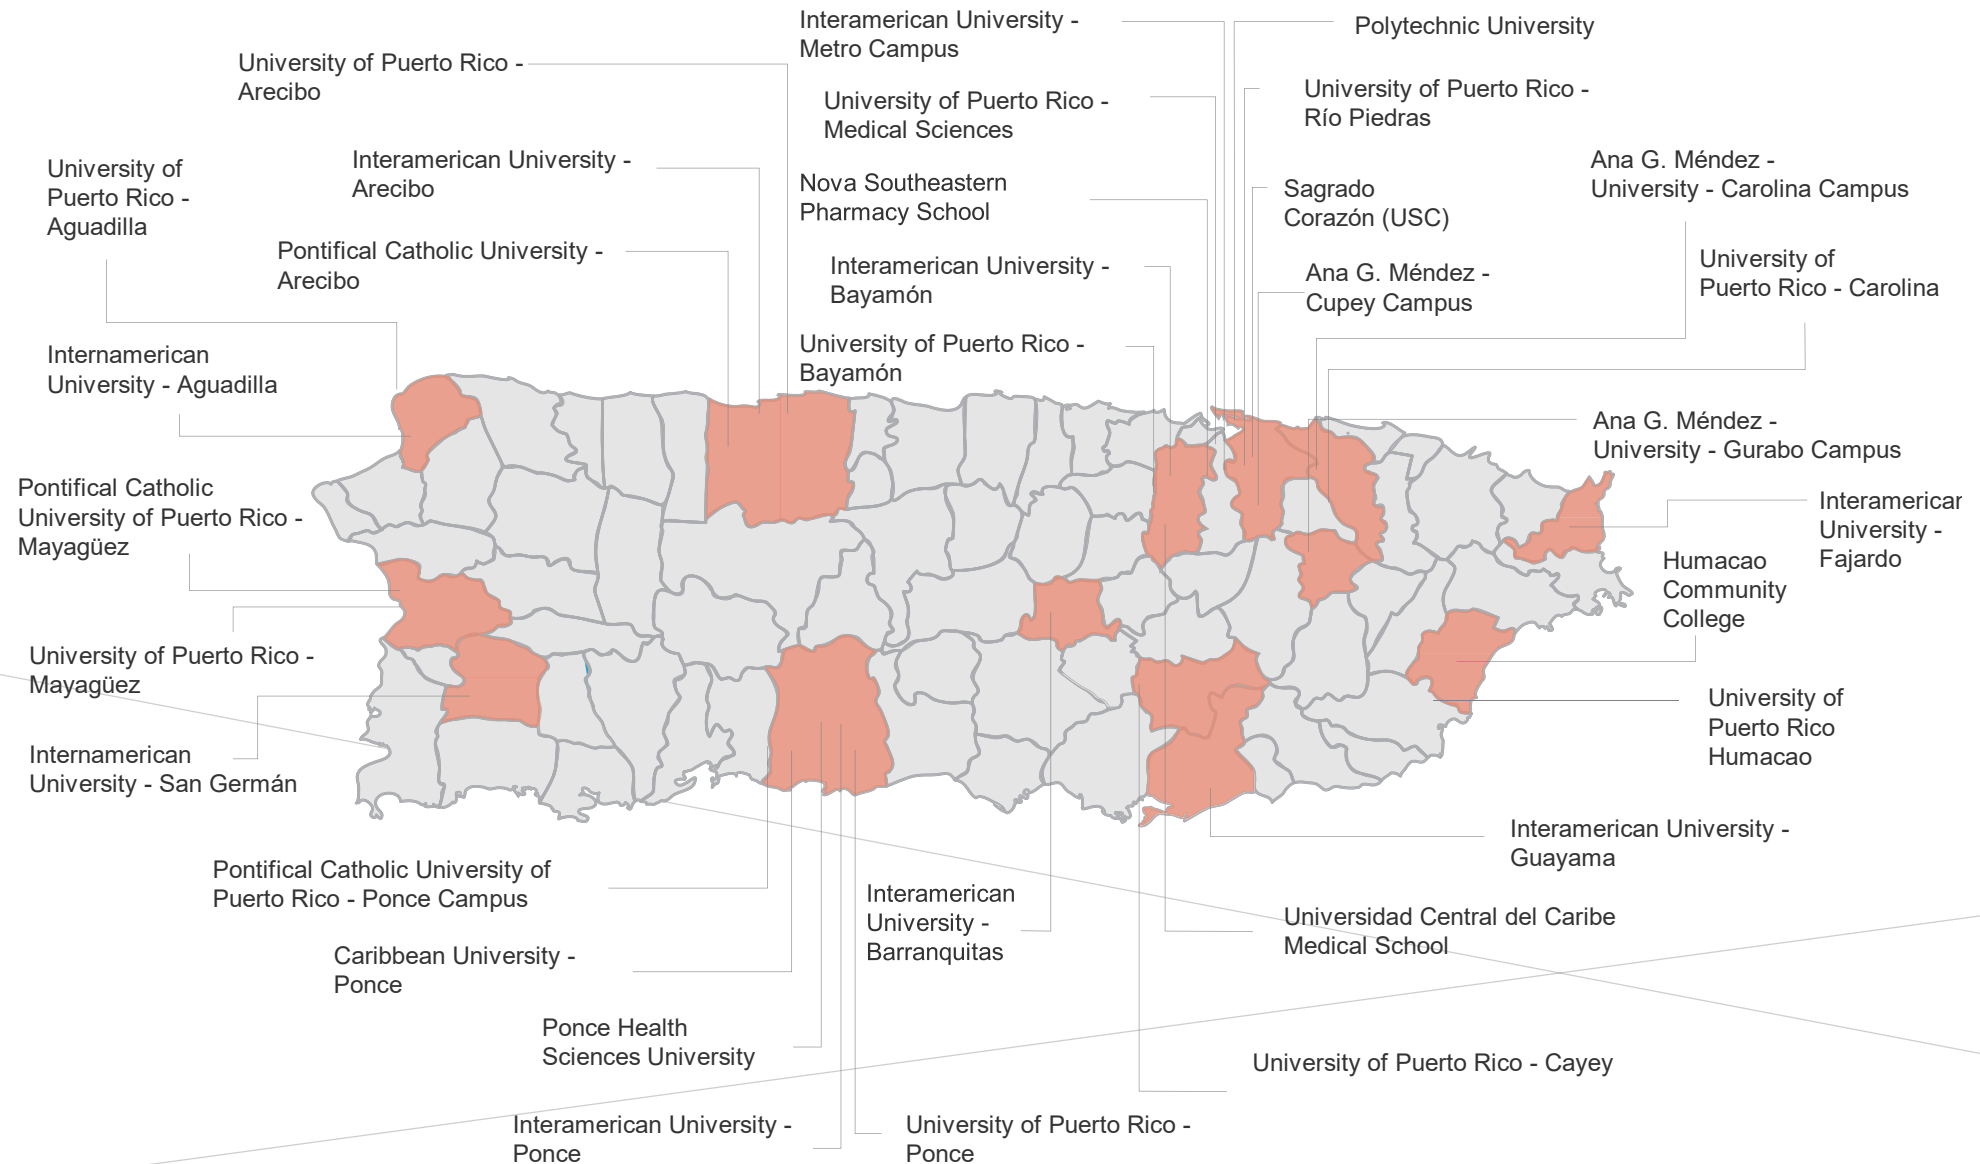 Interamerican University -
Metro Campus
Polytechnic University
University of Puerto Rico -
Arecibo
University of Puerto Rico -
Medical Sciences
University of Puerto Rico -
Río Piedras
University of
Puerto Rico -
Aguadilla
Interamerican University -
Arecibo
Nova Southeastern
Pharmacy School
Sagrado
Corazón (USC)
Ana G. Méndez -
University - Carolina Campus
Pontifical Catholic University -
Arecibo
Interamerican University -
Bayamón
Ana G. Méndez -
Cupey Campus
University of
Puerto Rico - Carolina
Internamerican
University - Aguadilla
University of Puerto Rico -
Bayamón
Ana G. Méndez -
University - Gurabo Campus
Pontifical Catholic
University of Puerto Rico -
Mayagüez
Interamerican
University -
Fajardo
Humacao
Community
College
University of Puerto Rico -
Mayagüez
University of
Puerto Rico
Humacao
Internamerican
University - San Germán
Interamerican University -
Guayama
Pontifical Catholic University of
Puerto Rico - Ponce Campus
Interamerican
University -
Barranquitas
Universidad Central del Caribe
Medical School
Caribbean University -
Ponce
Ponce Health
Sciences University
University of Puerto Rico - Cayey
Interamerican University -
Ponce
University of Puerto Rico -
Ponce